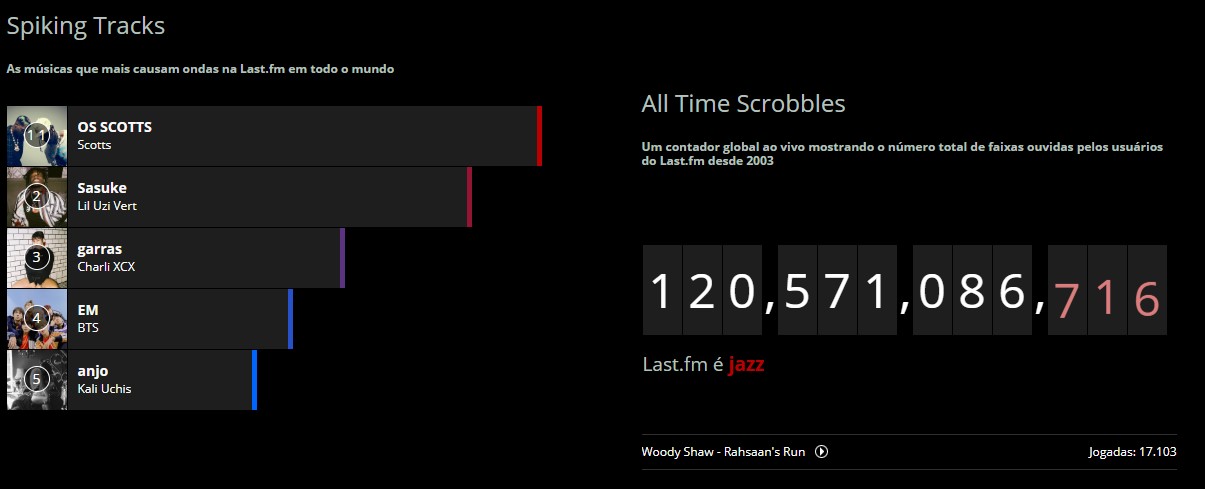 Spiking Tracks
As músicas que mais causam ondas na Last.fm em todo o mundo
1 1
OS SCOTTS
Scotts
2
Sasuke
Lil Uzi Vert
3
garras
Charli XCX
4
EM
BTS
5
anjo
Kali Uchis
All Time Scrobbles
Um contador global ao vivo mostrando o número total de faixas ouvidas pelos usuários
do Last.fm desde 2003
120,571,086,716
Last.fm é jazz
Woody Shaw - Rahsaan's Run
Jogadas: 17.103